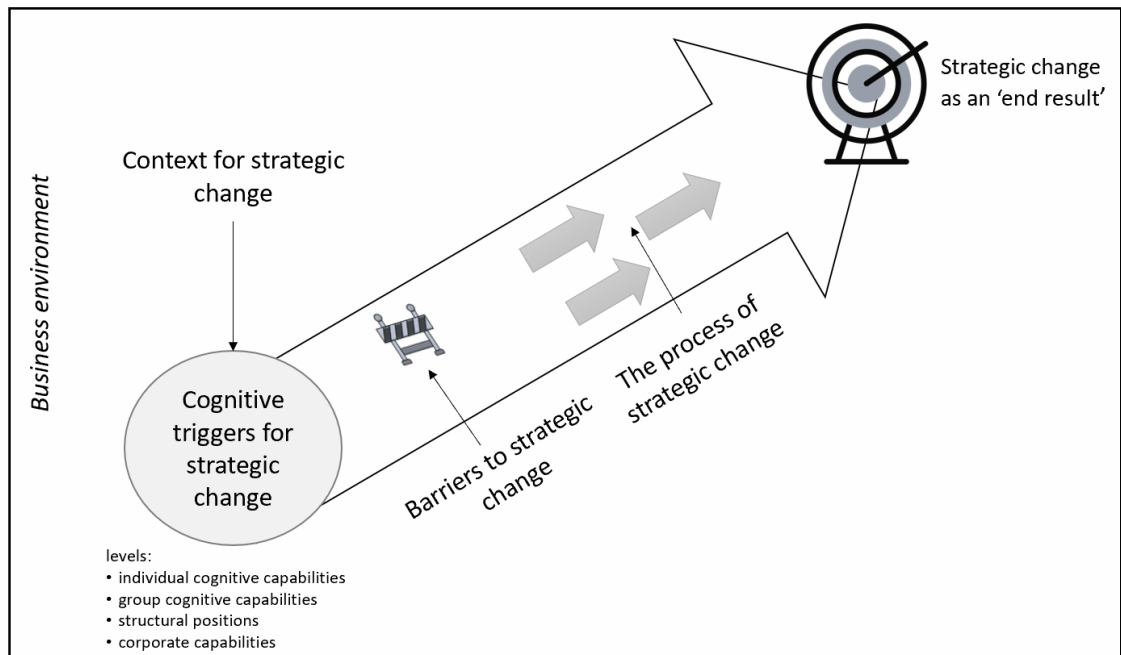 Strategic change
as an ‘end result’
Context for strategic
change
Business environment
Cognitive
triggers for
strategic
change
The process of
strategic change
Barriers to strategic
change
levels:
• individual cognitive capabilities
• group cognitive capabilities
• structural positions
• corporate capabilities